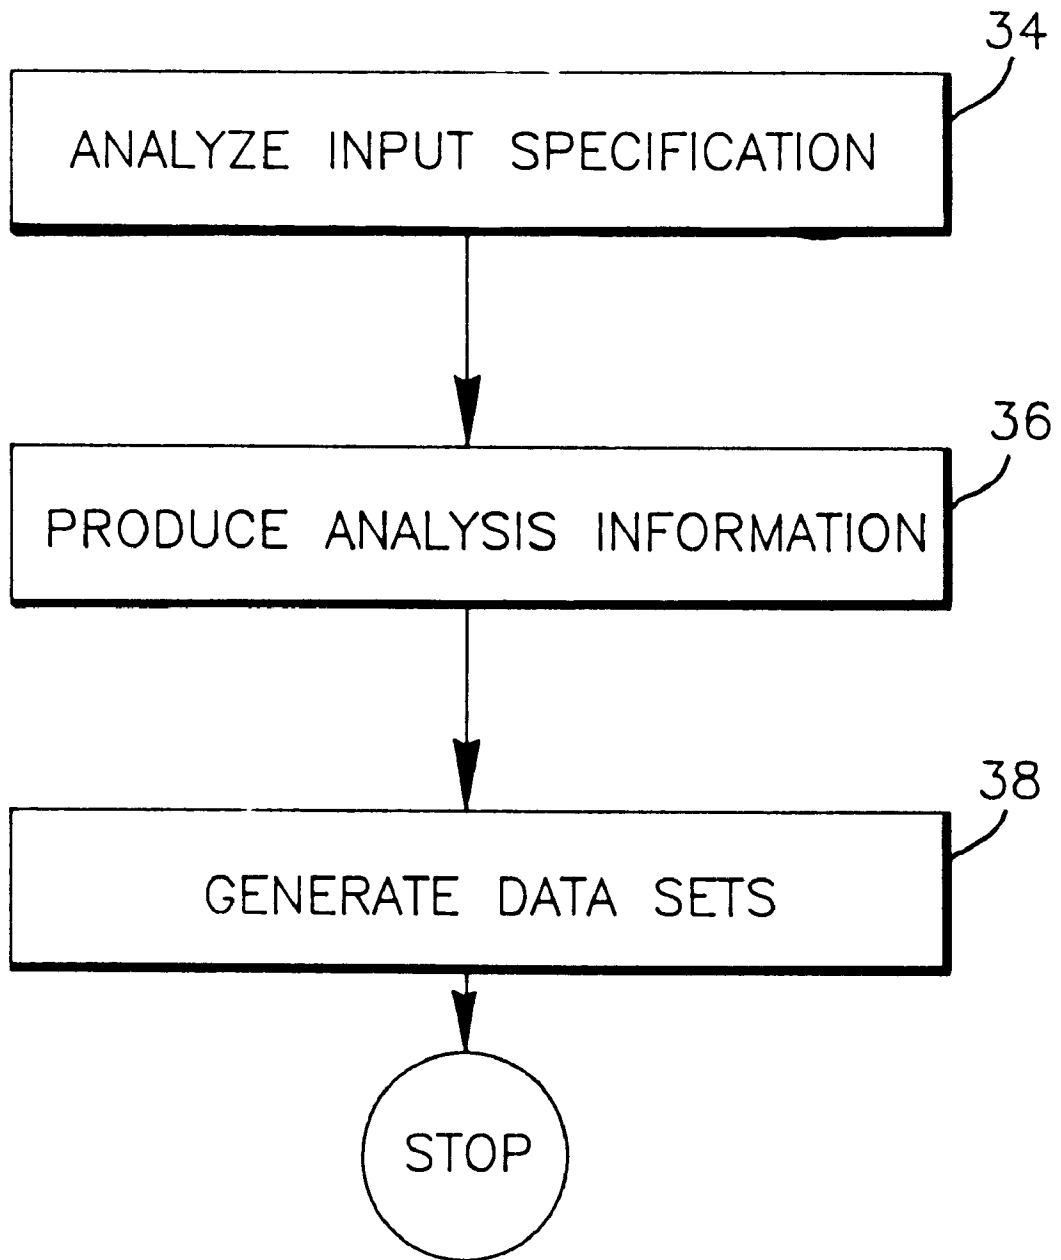 34
ANALYZE INPUT SPECIFICATION
36
PRODUCE ANALYSIS INFORMATION
38
GENERATE DATA SETS
STOP